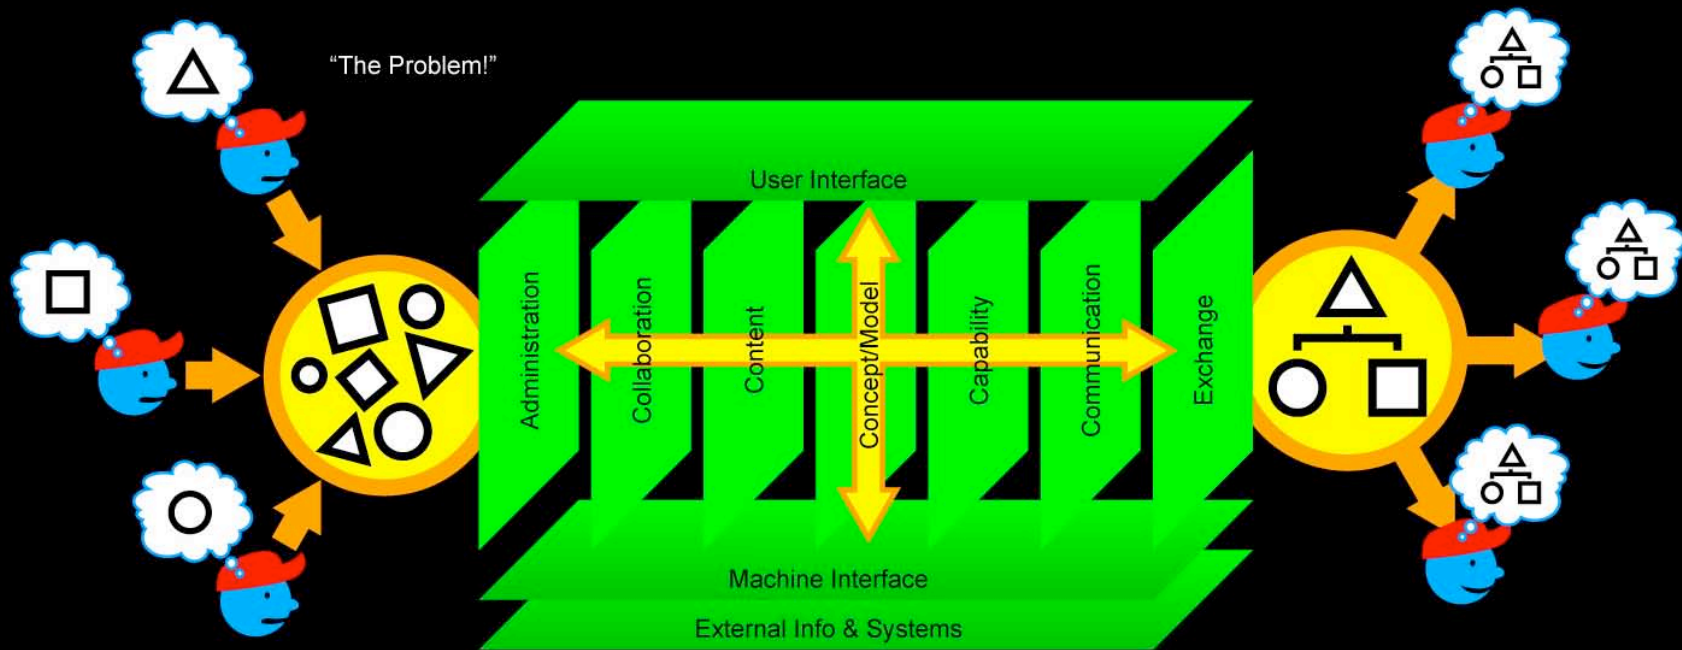 “The Problem!”
User Interface
Administration
Collaboration
Content
Concept/Model
Capability
Communication
Exchange
Machine Interface
External Info & Systems